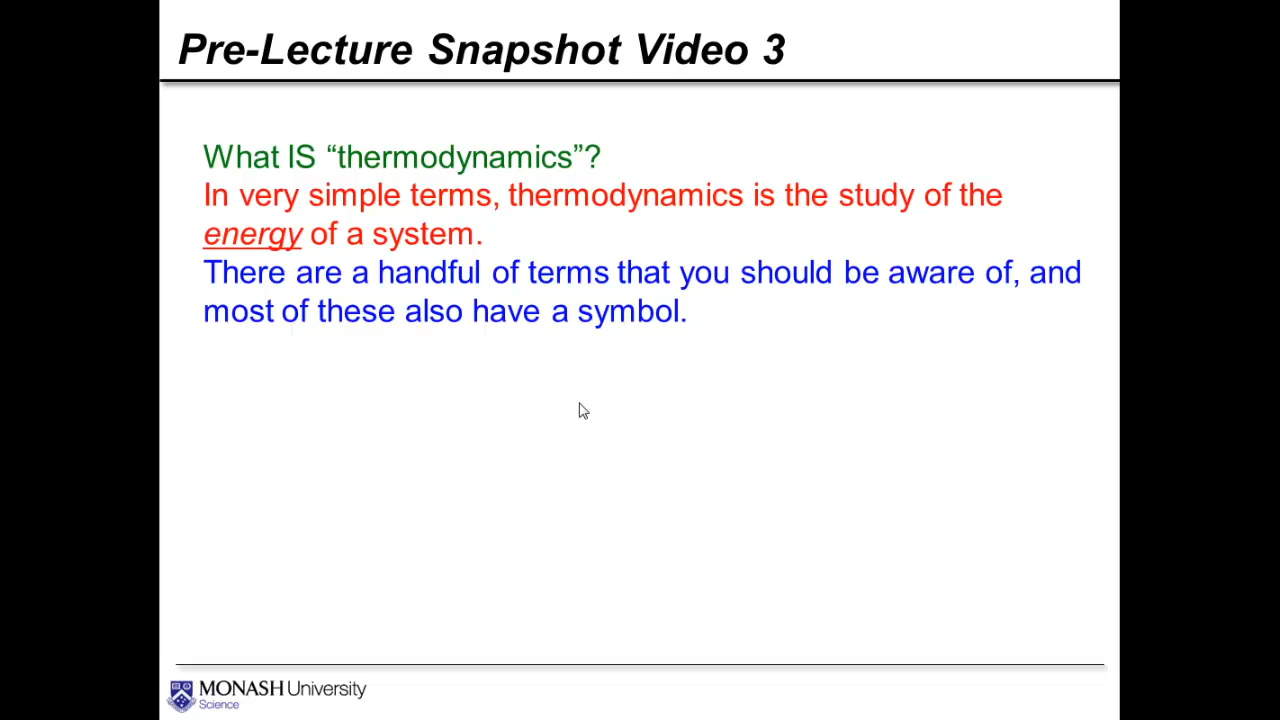 Pre-Lecture Snapshot Video 3
What IS “thermodynamics”?
In very simple terms, thermodynamics is the study of the
energy of a system.
There are a handful of terms that you should be aware of, and
most of these also have a symbol.
MONASH University
Science